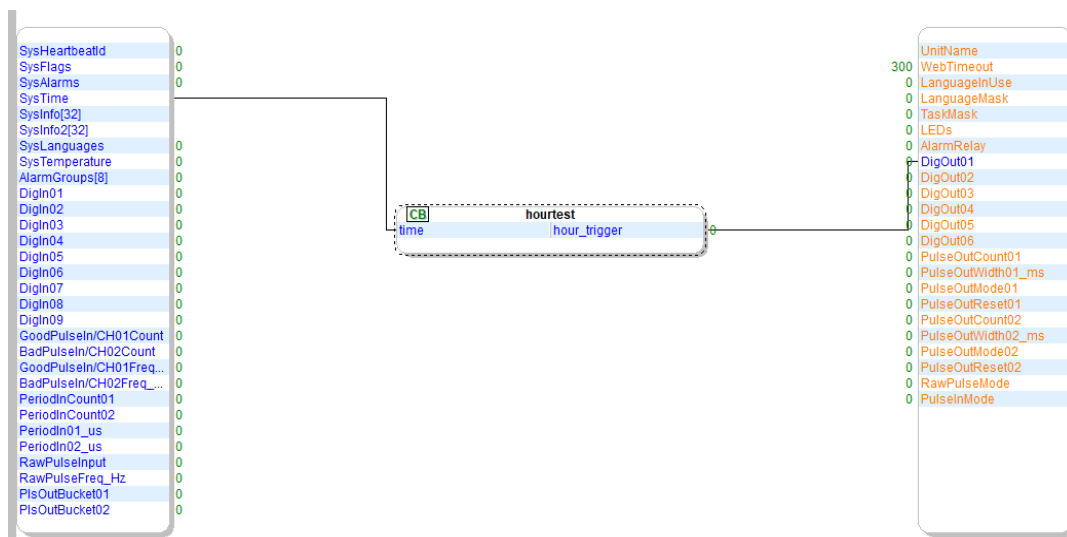 SysHeartbeatId 0
SysFlags 0
SysAlarms 0
SysTime
SysInfo[32]
SysInfo2[32]
SysLanguages 0
SysTemperature 0
AlarmGroups[8] 0
DigIn01 0
DigIn02 0
DigIn03 0
DigIn04 0
DigIn05 0
DigIn06 0
DigIn07 0
DigIn08 0
DigIn09 0
GoodPulseIn/CH01Count 0
BadPulseIn/CH02Count 0
GoodPulseIn/CH01Freq... 0
BadPulseIn/CH02Freq_... 0
PeriodInCount01 0
PeriodInCount02 0
PeriodIn01_us 0
PeriodIn02_us 0
RawPulseInput 0
RawPulseFreq_Hz 0
PlsOutBucket01 0
PlsOutBucket02 0
CB hourtest
time hour_trigger 0
UnitName
300 WebTimeout
0 LanguageInUse
0 LanguageMask
0 TaskMask
0 LEDs
0 AlarmRelay
0 DigOut01
0 DigOut02
0 DigOut03
0 DigOut04
0 DigOut05
0 DigOut06
0 PulseOutCount01
0 PulseOutWidth01_ms
0 PulseOutMode01
0 PulseOutReset01
0 PulseOutCount02
0 PulseOutWidth02_ms
0 PulseOutMode02
0 PulseOutReset02
0 RawPulseMode
0 PulseInMode